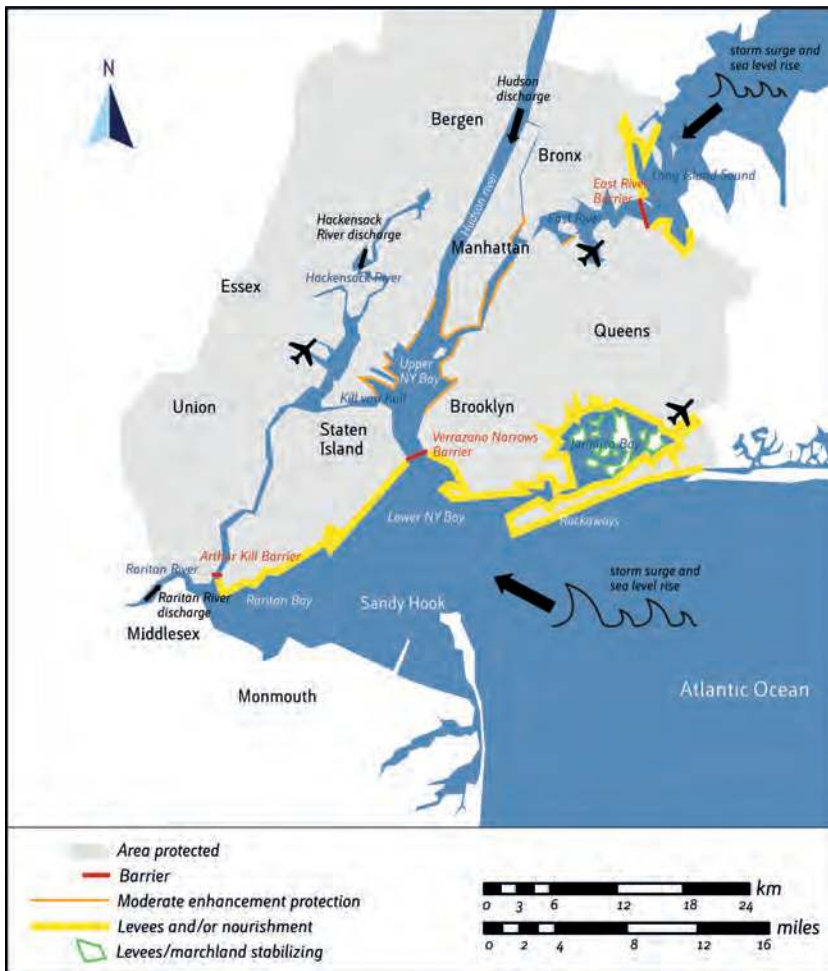 storm surge and
sea level rise
N
Hudson
discharge
Bergen
Bronx
Long Island Sound
East River
Barrier
Hudson river
East River
Hackensack
River discharge
Manhattan
Hackensack River
Essex
Queens
Upper
NY Bay
Kill van Kull
Union
Brooklyn
Staten
Island
Verrazano Narrows
Barrier
Jamaica Bay
Lower NY Bay
Rockaways
Arthur Kill Barrier
Raritan River
storm surge and
sea level rise
Raritan River
discharge
Raritan Bay
Sandy Hook
Middlesex
Monmouth
Atlantic Ocean
Area protected
Barrier
Moderate enhancement protection
Levees and/or nourishment
Levees/marchland stabilizing
km
0 3 6 12 18 24
miles
0 2 4 8 12 16